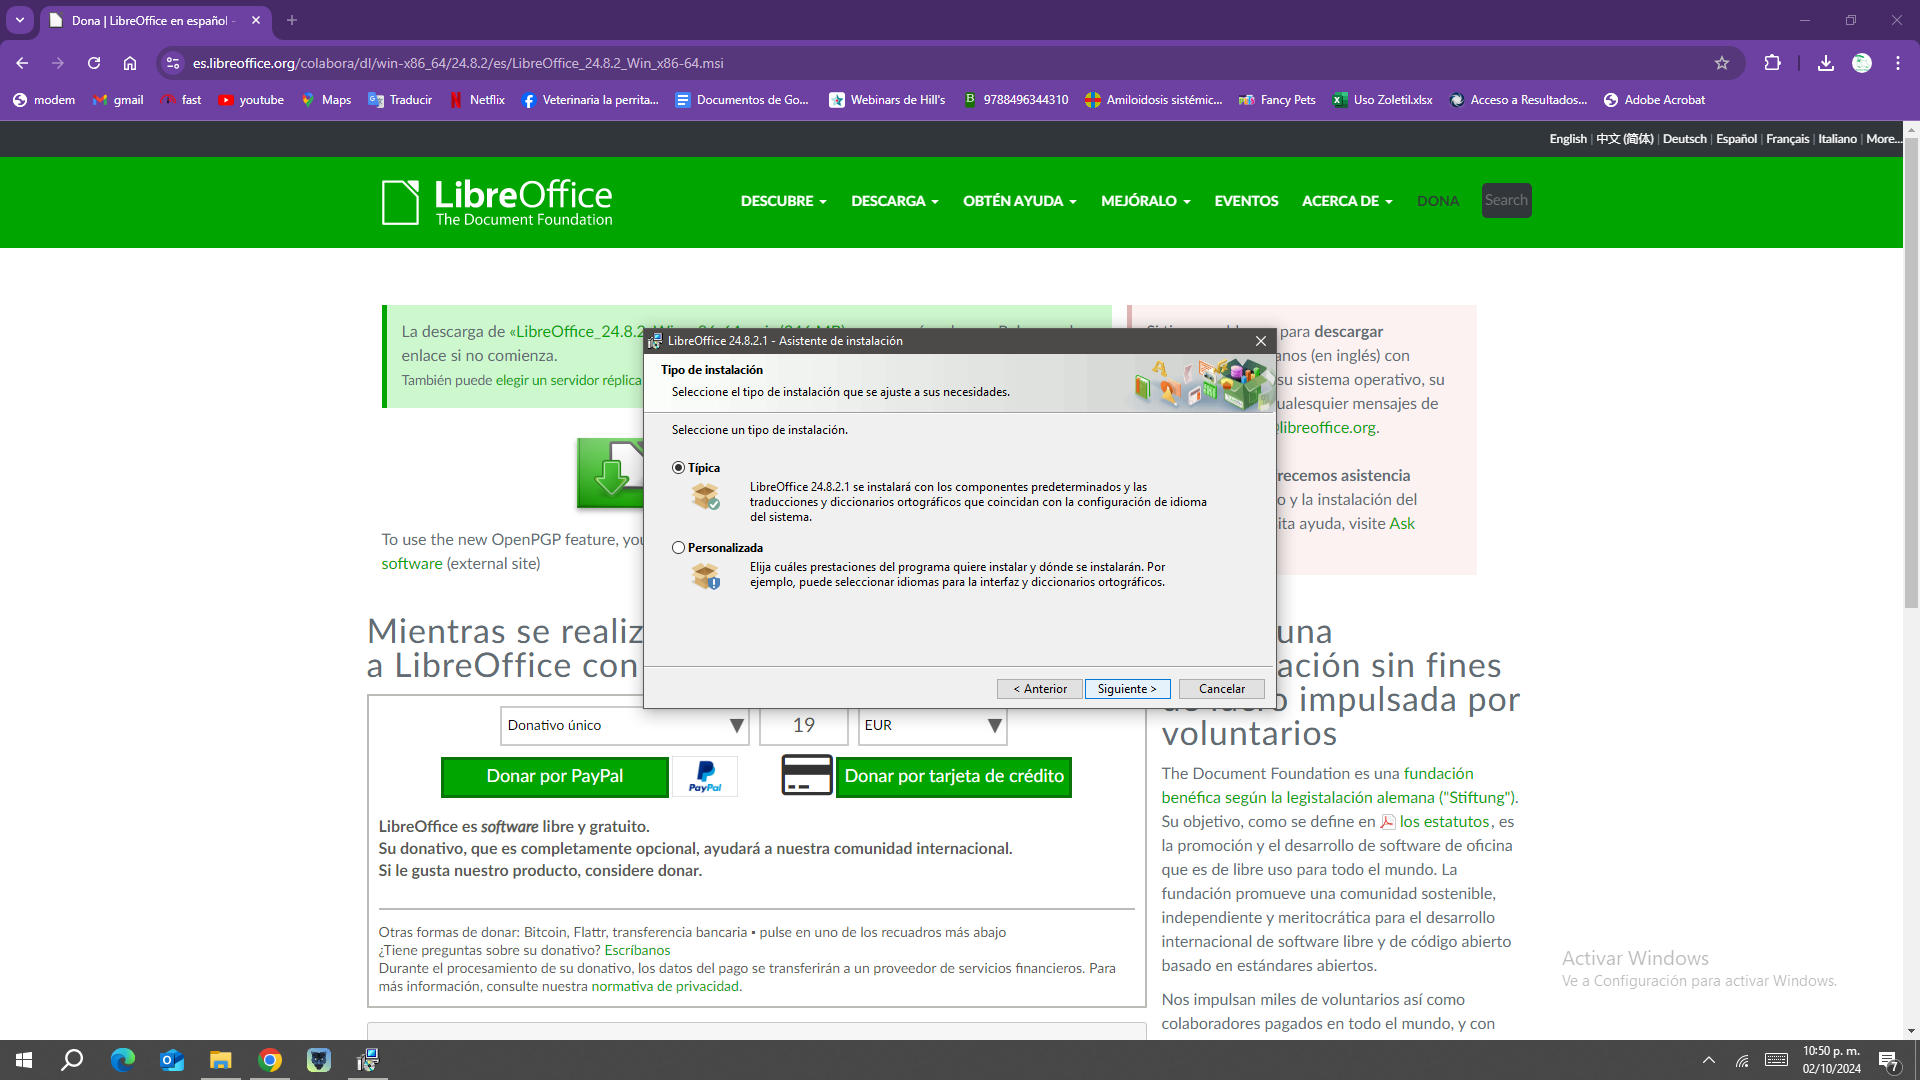 Dona | LibreOffice en español -
es.libreoffice.org/colabora/dl/win-x86_64/24.8.2/es/LibreOffice_24.8.2_Win_x86-64.msi
modem
gmail
fast
youtube
Maps
Traducir
Netflix
Veterinaria la perrita...
Documentos de Go...
Webinars de Hill's
9788496344310
Amiloidosis sistémic...
Fancy Pets
Uso Zoletil.xlsx
Acceso a Resultados...
Adobe Acrobat
English | 中文 (简体) | Deutsch | Español | Français | Italiano | More...
LibreOffice
The Document Foundation
DESCUBRE
DESCARGA
OBTÉN AYUDA
MEJÓRALO
EVENTOS
ACERCA DE
DONA
Search
La descarga de «LibreOffice_24.8.2
enlace si no comienza.
También puede elegir un servidor réplica
para descargar
anos (en inglés) con
su sistema operativo, su
ualesquier mensajes de
libreoffice.org.
recemos asistencia
o y la instalación del
ita ayuda, visite Ask
LibreOffice 24.8.2.1 - Asistente de instalación
Tipo de instalación
Seleccione el tipo de instalación que se ajuste a sus necesidades.
Seleccione un tipo de instalación.
Típica
LibreOffice 24.8.2.1 se instalará con los componentes predeterminados y las
traducciones y diccionarios ortográficos que coincidan con la configuración de idioma
del sistema.
Personalizada
Elija cuáles prestaciones del programa quiere instalar y dónde se instalarán. Por
ejemplo, puede seleccionar idiomas para la interfaz y diccionarios ortográficos.
< Anterior
Siguiente >
Cancelar
To use the new OpenPGP feature, you
software (external site)
Mientras se realiz
a LibreOffice con
Donativo único
19
EUR
Donar por PayPal
PayPal
Donar por tarjeta de crédito
LibreOffice es software libre y gratuito.
Su donativo, que es completamente opcional, ayudará a nuestra comunidad internacional.
Si le gusta nuestro producto, considere donar.
Otras formas de donar: Bitcoin, Flattr, transferencia bancaria • pulse en uno de los recuadros más abajo
¿Tiene preguntas sobre su donativo? Escríbanos
Durante el procesamiento de su donativo, los datos del pago se transferirán a un proveedor de servicios financieros. Para
más información, consulte nuestra normativa de privacidad.
una
ación sin fines
impulsada por
voluntarios
The Document Foundation es una fundación
benéfica según la legistalación alemana ("Stiftung").
Su objetivo, como se define en los estatutos, es
la promoción y el desarrollo de software de oficina
que es de libre uso para todo el mundo. La
fundación promueve una comunidad sostenible,
independiente y meritocrática para el desarrollo
internacional de software libre y de código abierto
basado en estándares abiertos.
Nos impulsan miles de voluntarios así como
colaboradores pagados en todo el mundo, y con
Activar Windows
Ve a Configuración para activar Windows.
10:50 p. m.
02/10/2024
7